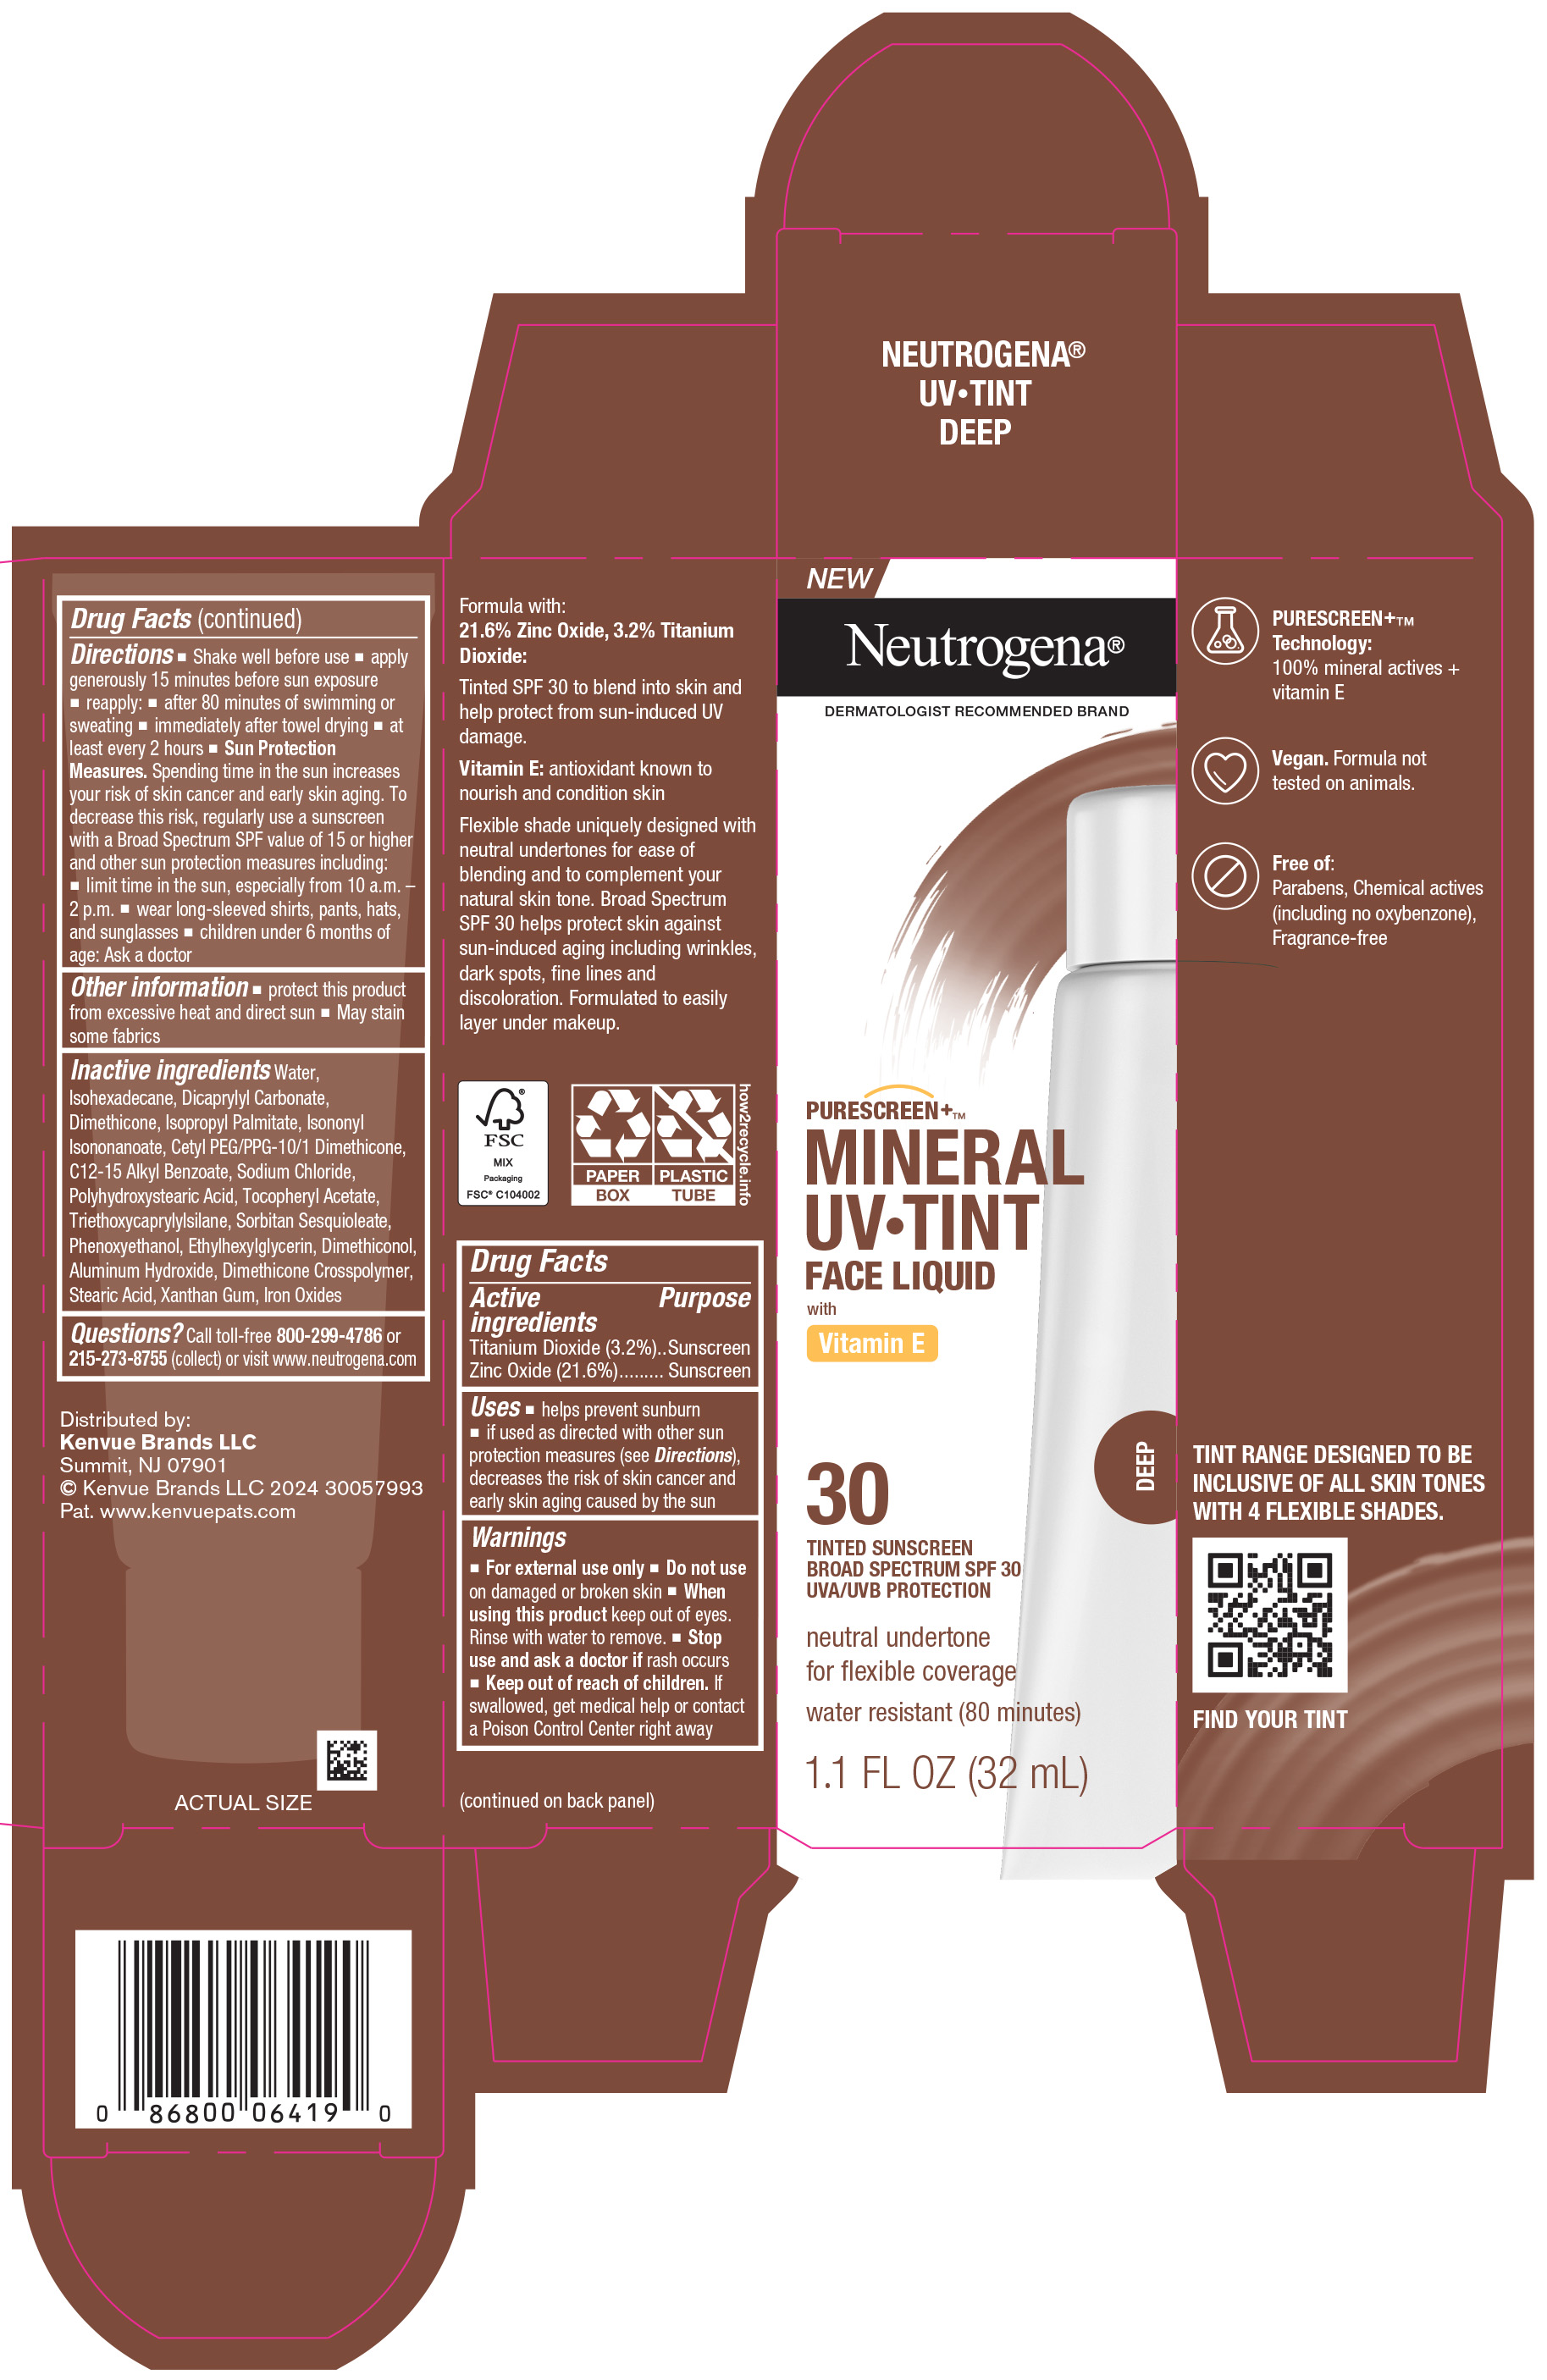 NEUTROGENA®
UV•TINT
DEEP
Drug Facts (continued)
Directions ▪ Shake well before use ▪ apply
generously 15 minutes before sun exposure
▪ reapply: ▪ after 80 minutes of swimming or
sweating ▪ immediately after towel drying ▪ at
least every 2 hours ▪ Sun Protection
Measures. Spending time in the sun increases
your risk of skin cancer and early skin aging. To
decrease this risk, regularly use a sunscreen
with a Broad Spectrum SPF value of 15 or higher
and other sun protection measures including:
▪ limit time in the sun, especially from 10 a.m. –
2 p.m. ▪ wear long-sleeved shirts, pants, hats,
and sunglasses ▪ children under 6 months of
age: Ask a doctor
Other information ▪ protect this product
from excessive heat and direct sun ▪ May stain
some fabrics
Inactive ingredients Water,
Isohexadecane, Dicaprylyl Carbonate,
Dimethicone, Isopropyl Palmitate, Isononyl
Isononanoate, Cetyl PEG/PPG-10/1 Dimethicone,
C12-15 Alkyl Benzoate, Sodium Chloride,
Polyhydroxystearic Acid, Tocopheryl Acetate,
Triethoxycaprylylsilane, Sorbitan Sesquioleate,
Phenoxyethanol, Ethylhexylglycerin, Dimethiconol,
Aluminum Hydroxide, Dimethicone Crosspolymer,
Stearic Acid, Xanthan Gum, Iron Oxides
Questions? Call toll-free 800-299-4786 or
215-273-8755 (collect) or visit www.neutrogena.com
Distributed by:
Kenvue Brands LLC
Summit, NJ 07901
© Kenvue Brands LLC 2024 30057993
Pat. www.kenvuepats.com
ACTUAL SIZE
0 86800 06419 0
Formula with:
21.6% Zinc Oxide, 3.2% Titanium
Dioxide:
Tinted SPF 30 to blend into skin and
help protect from sun-induced UV
damage.
Vitamin E: antioxidant known to
nourish and condition skin
Flexible shade uniquely designed with
neutral undertones for ease of
blending and to complement your
natural skin tone. Broad Spectrum
SPF 30 helps protect skin against
sun-induced aging including wrinkles,
dark spots, fine lines and
discoloration. Formulated to easily
layer under makeup.
®
FSC
MIX
Packaging
FSC® C104002
PAPER
BOX
PLASTIC
TUBE
how2recycle.info
Drug Facts
Active Purpose
ingredients
Titanium Dioxide (3.2%)..Sunscreen
Zinc Oxide (21.6%)......... Sunscreen
Uses ▪ helps prevent sunburn
▪ if used as directed with other sun
protection measures (see Directions),
decreases the risk of skin cancer and
early skin aging caused by the sun
Warnings
▪ For external use only ▪ Do not use
on damaged or broken skin ▪ When
using this product keep out of eyes.
Rinse with water to remove. ▪ Stop
use and ask a doctor if rash occurs
▪ Keep out of reach of children. If
swallowed, get medical help or contact
a Poison Control Center right away
(continued on back panel)
NEW
Neutrogena®
DERMATOLOGIST RECOMMENDED BRAND
PURESCREEN+™
MINERAL
UV•TINT
FACE LIQUID
with
Vitamin E
DEEP
30
TINTED SUNSCREEN
BROAD SPECTRUM SPF 30
UVA/UVB PROTECTION
neutral undertone
for flexible coverage
water resistant (80 minutes)
1.1 FL OZ (32 mL)
PURESCREEN+™
Technology:
100% mineral actives +
vitamin E
Vegan. Formula not
tested on animals.
Free of:
Parabens, Chemical actives
(including no oxybenzone),
Fragrance-free
TINT RANGE DESIGNED TO BE
INCLUSIVE OF ALL SKIN TONES
WITH 4 FLEXIBLE SHADES.
FIND YOUR TINT